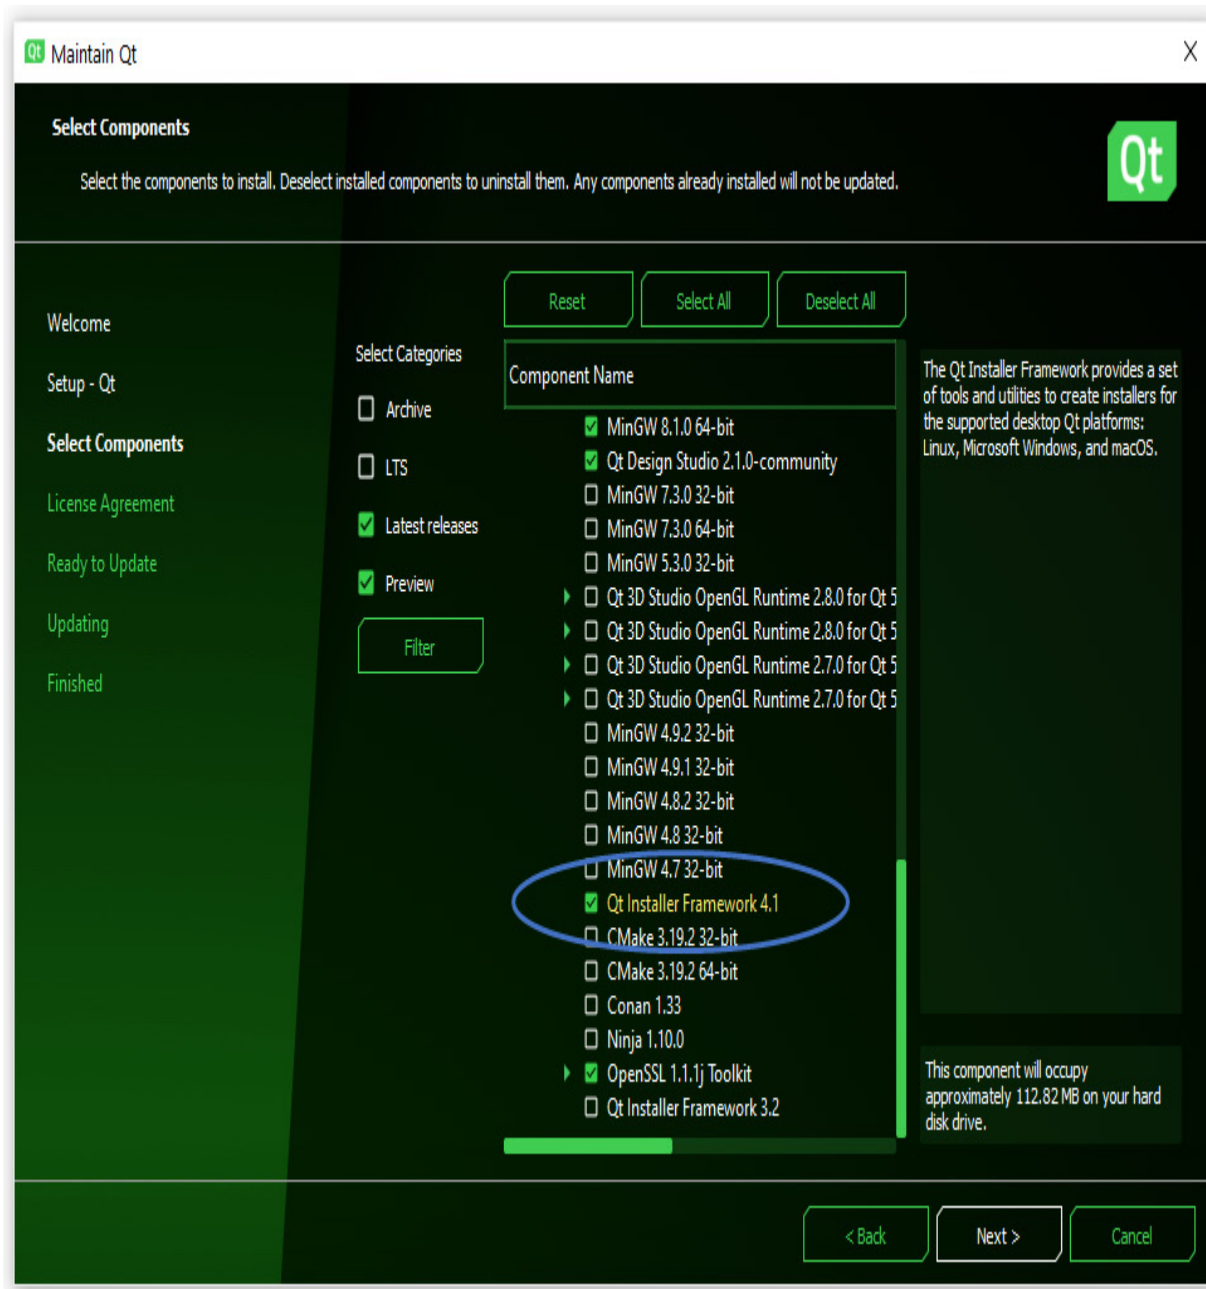 Qt Maintain Qt
X
Select Components
Select the components to install. Deselect installed components to uninstall them. Any components already installed will not be updated.
Qt
Welcome
Setup - Qt
Select Components
License Agreement
Ready to Update
Updating
Finished
Select Categories
Archive
LTS
Latest releases
Preview
Filter
Reset
Select All
Deselect All
Component Name
MinGW 8.1.0 64-bit
Qt Design Studio 2.1.0-community
MinGW 7.3.0 32-bit
MinGW 7.3.0 64-bit
MinGW 5.3.0 32-bit
Qt 3D Studio OpenGL Runtime 2.8.0 for Qt 5
Qt 3D Studio OpenGL Runtime 2.8.0 for Qt 5
Qt 3D Studio OpenGL Runtime 2.7.0 for Qt 5
Qt 3D Studio OpenGL Runtime 2.7.0 for Qt 5
MinGW 4.9.2 32-bit
MinGW 4.9.1 32-bit
MinGW 4.8.2 32-bit
MinGW 4.8 32-bit
MinGW 4.7 32-bit
Qt Installer Framework 4.1
CMake 3.19.2 32-bit
CMake 3.19.2 64-bit
Conan 1.33
Ninja 1.10.0
OpenSSL 1.1.1j Toolkit
Qt Installer Framework 3.2
The Qt Installer Framework provides a set
of tools and utilities to create installers for
the supported desktop Qt platforms:
Linux, Microsoft Windows, and macOS.
This component will occupy
approximately 112.82 MB on your hard
disk drive.
< Back
Next >
Cancel